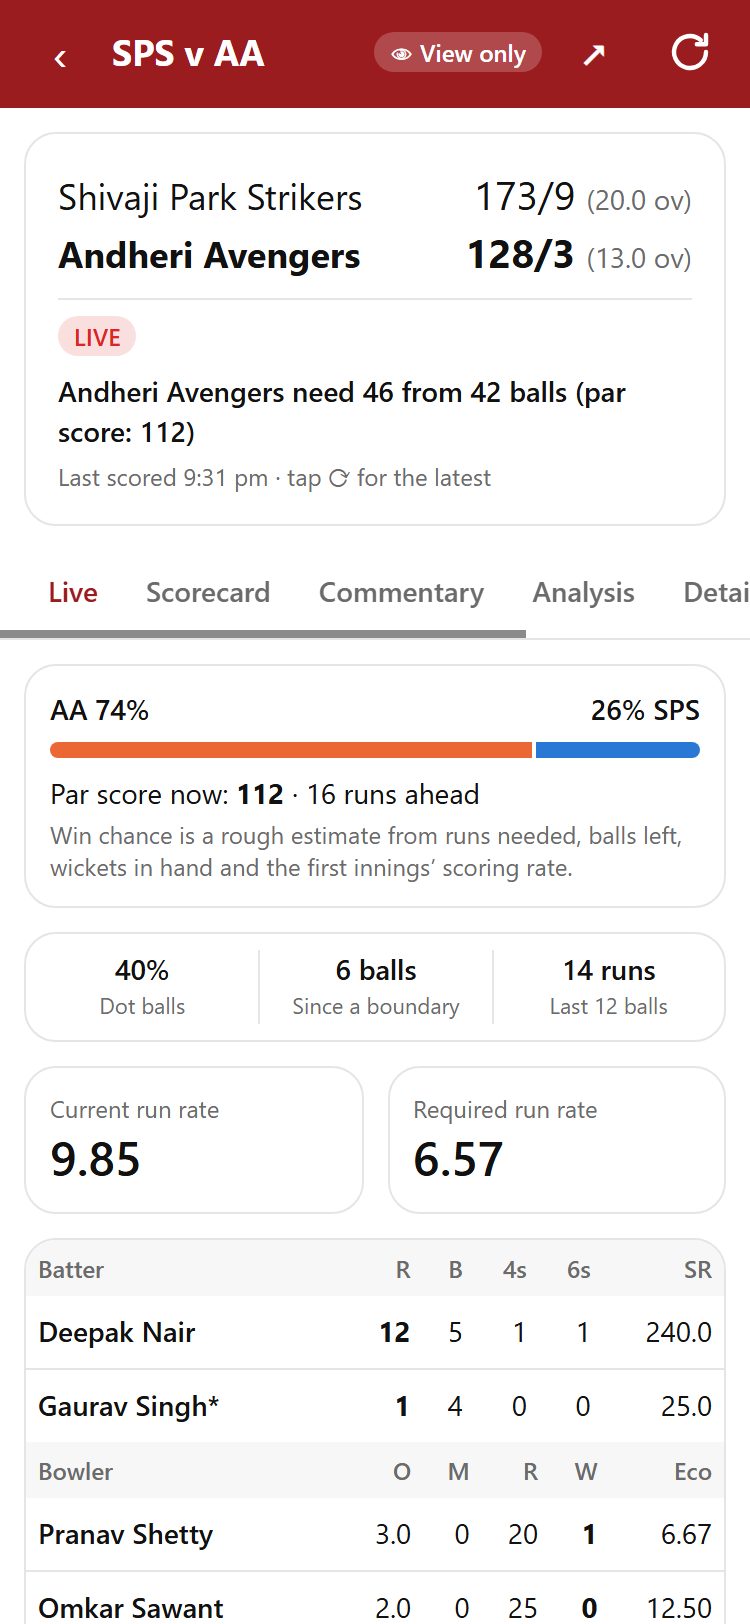 ‹ SPS v AA View only ↗
Shivaji Park Strikers 173/9 (20.0 ov)
Andheri Avengers 128/3 (13.0 ov)
LIVE
Andheri Avengers need 46 from 42 balls (par
score: 112)
Last scored 9:31 pm · tap ⟳ for the latest
Live Scorecard Commentary Analysis Detai
AA 74% 26% SPS
Par score now: 112 · 16 runs ahead
Win chance is a rough estimate from runs needed, balls left,
wickets in hand and the first innings’ scoring rate.
40% 6 balls 14 runs
Dot balls Since a boundary Last 12 balls
Current run rate Required run rate
9.85 6.57
Batter R B 4s 6s SR
Deepak Nair 12 5 1 1 240.0
Gaurav Singh* 1 4 0 0 25.0
Bowler O M R W Eco
Pranav Shetty 3.0 0 20 1 6.67
Omkar Sawant 2.0 0 25 0 12.50